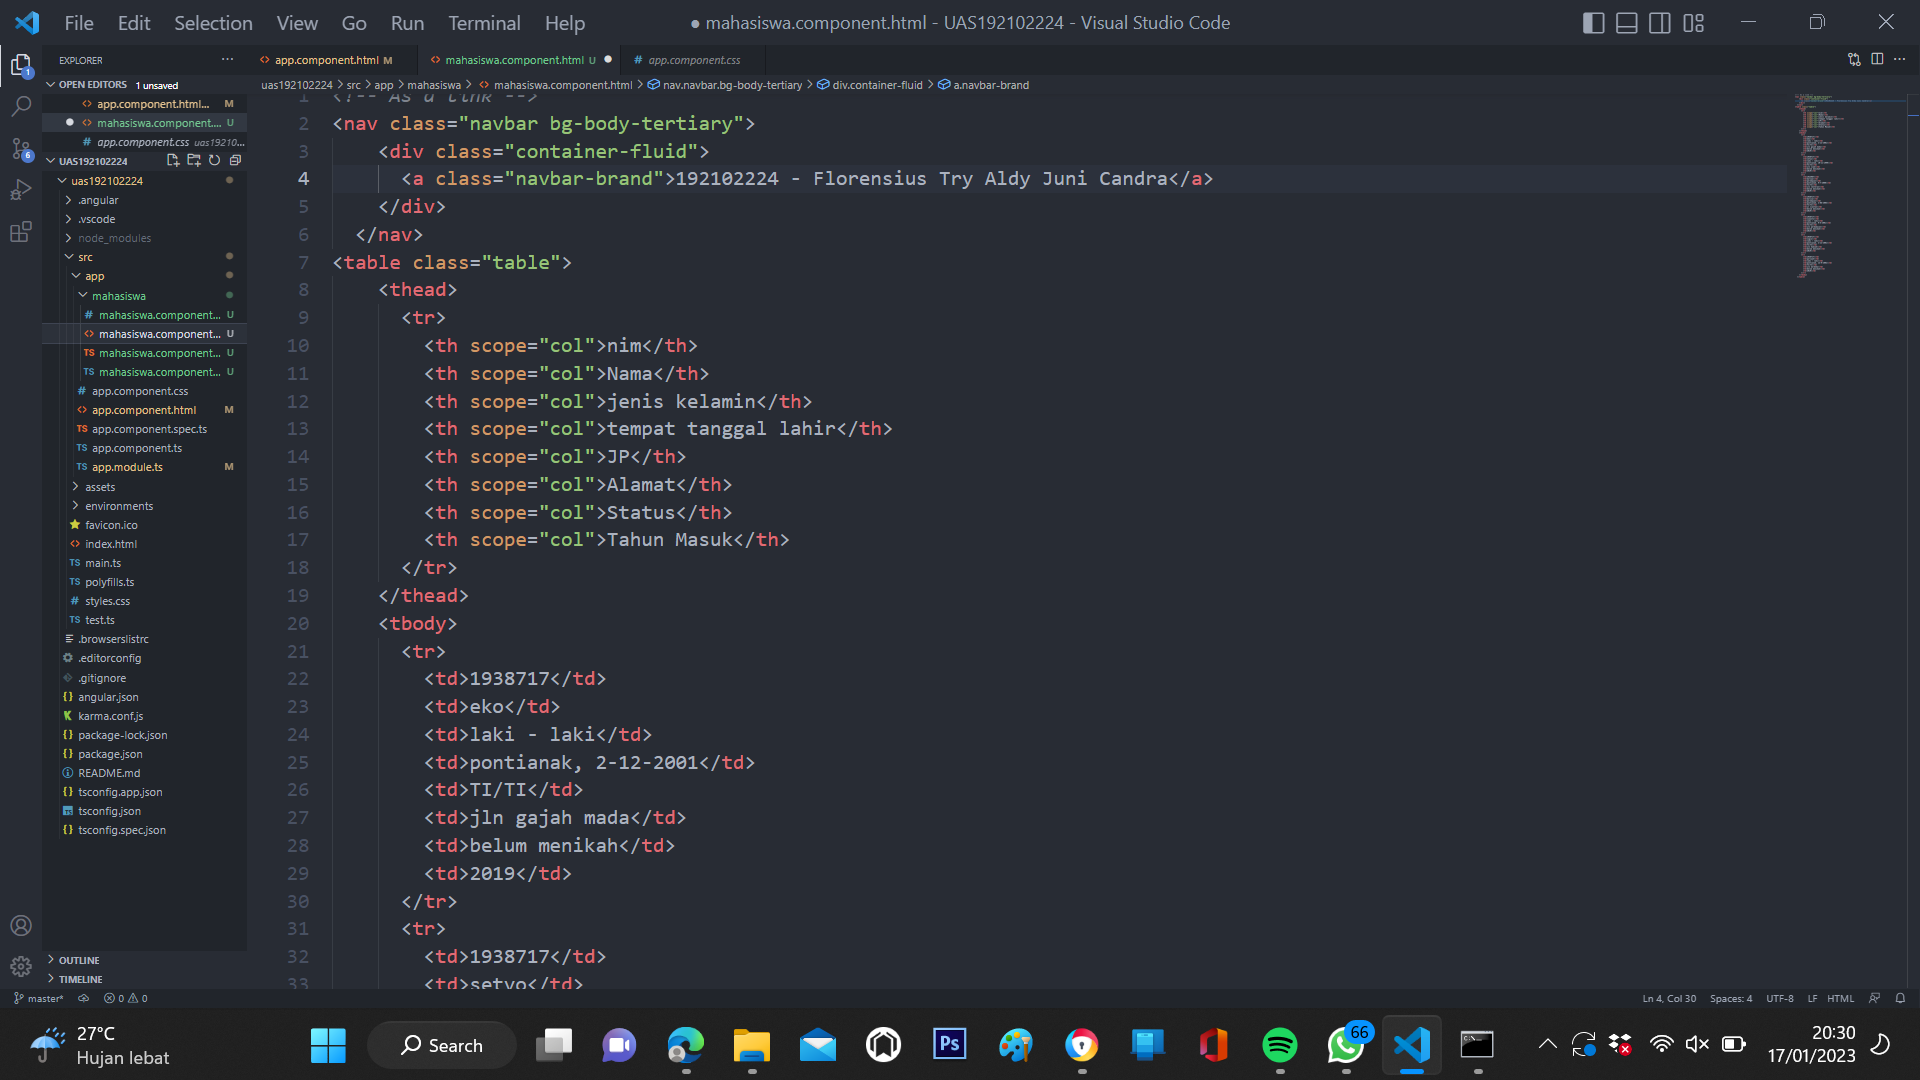 File Edit Selection View Go Run Terminal Help
● mahasiswa.component.html - UAS192102224 - Visual Studio Code
EXPLORER
OPEN EDITORS 1 unsaved
app.component.html... M
mahasiswa.component.... U
# app.component.css uas19210...
UAS192102224
uas192102224
.angular
.vscode
node_modules
src
app
mahasiswa
# mahasiswa.component... U
<> mahasiswa.component... U
TS mahasiswa.component... U
TS mahasiswa.component... U
# app.component.css
<> app.component.html M
TS app.component.spec.ts
TS app.component.ts
TS app.module.ts M
assets
environments
favicon.ico
<> index.html
TS main.ts
TS polyfills.ts
# styles.css
TS test.ts
.browserslistrc
.editorconfig
.gitignore
{} angular.json
karma.conf.js
{} package-lock.json
{} package.json
README.md
{} tsconfig.app.json
tsconfig.json
{} tsconfig.spec.json
OUTLINE
TIMELINE
<> app.component.html M
<> mahasiswa.component.html U ●
# app.component.css
uas192102224 > src > app > mahasiswa > <> mahasiswa.component.html > nav.navbar.bg-body-tertiary > div.container-fluid > a.navbar-brand
1 <!-- As a link -->
2 <nav class="navbar bg-body-tertiary">
3 <div class="container-fluid">
4 <a class="navbar-brand">192102224 - Florensius Try Aldy Juni Candra</a>
5 </div>
6 </nav>
7 <table class="table">
8 <thead>
9 <tr>
10 <th scope="col">nim</th>
11 <th scope="col">Nama</th>
12 <th scope="col">jenis kelamin</th>
13 <th scope="col">tempat tanggal lahir</th>
14 <th scope="col">JP</th>
15 <th scope="col">Alamat</th>
16 <th scope="col">Status</th>
17 <th scope="col">Tahun Masuk</th>
18 </tr>
19 </thead>
20 <tbody>
21 <tr>
22 <td>1938717</td>
23 <td>eko</td>
24 <td>laki - laki</td>
25 <td>pontianak, 2-12-2001</td>
26 <td>TI/TI</td>
27 <td>jln gajah mada</td>
28 <td>belum menikah</td>
29 <td>2019</td>
30 </tr>
31 <tr>
32 <td>1938717</td>
33 <td>setyo</td>
master* 0 0
Ln 4, Col 30 Spaces: 4 UTF-8 LF HTML
27°C
Hujan lebat
Search
Ps
66
20:30
17/01/2023